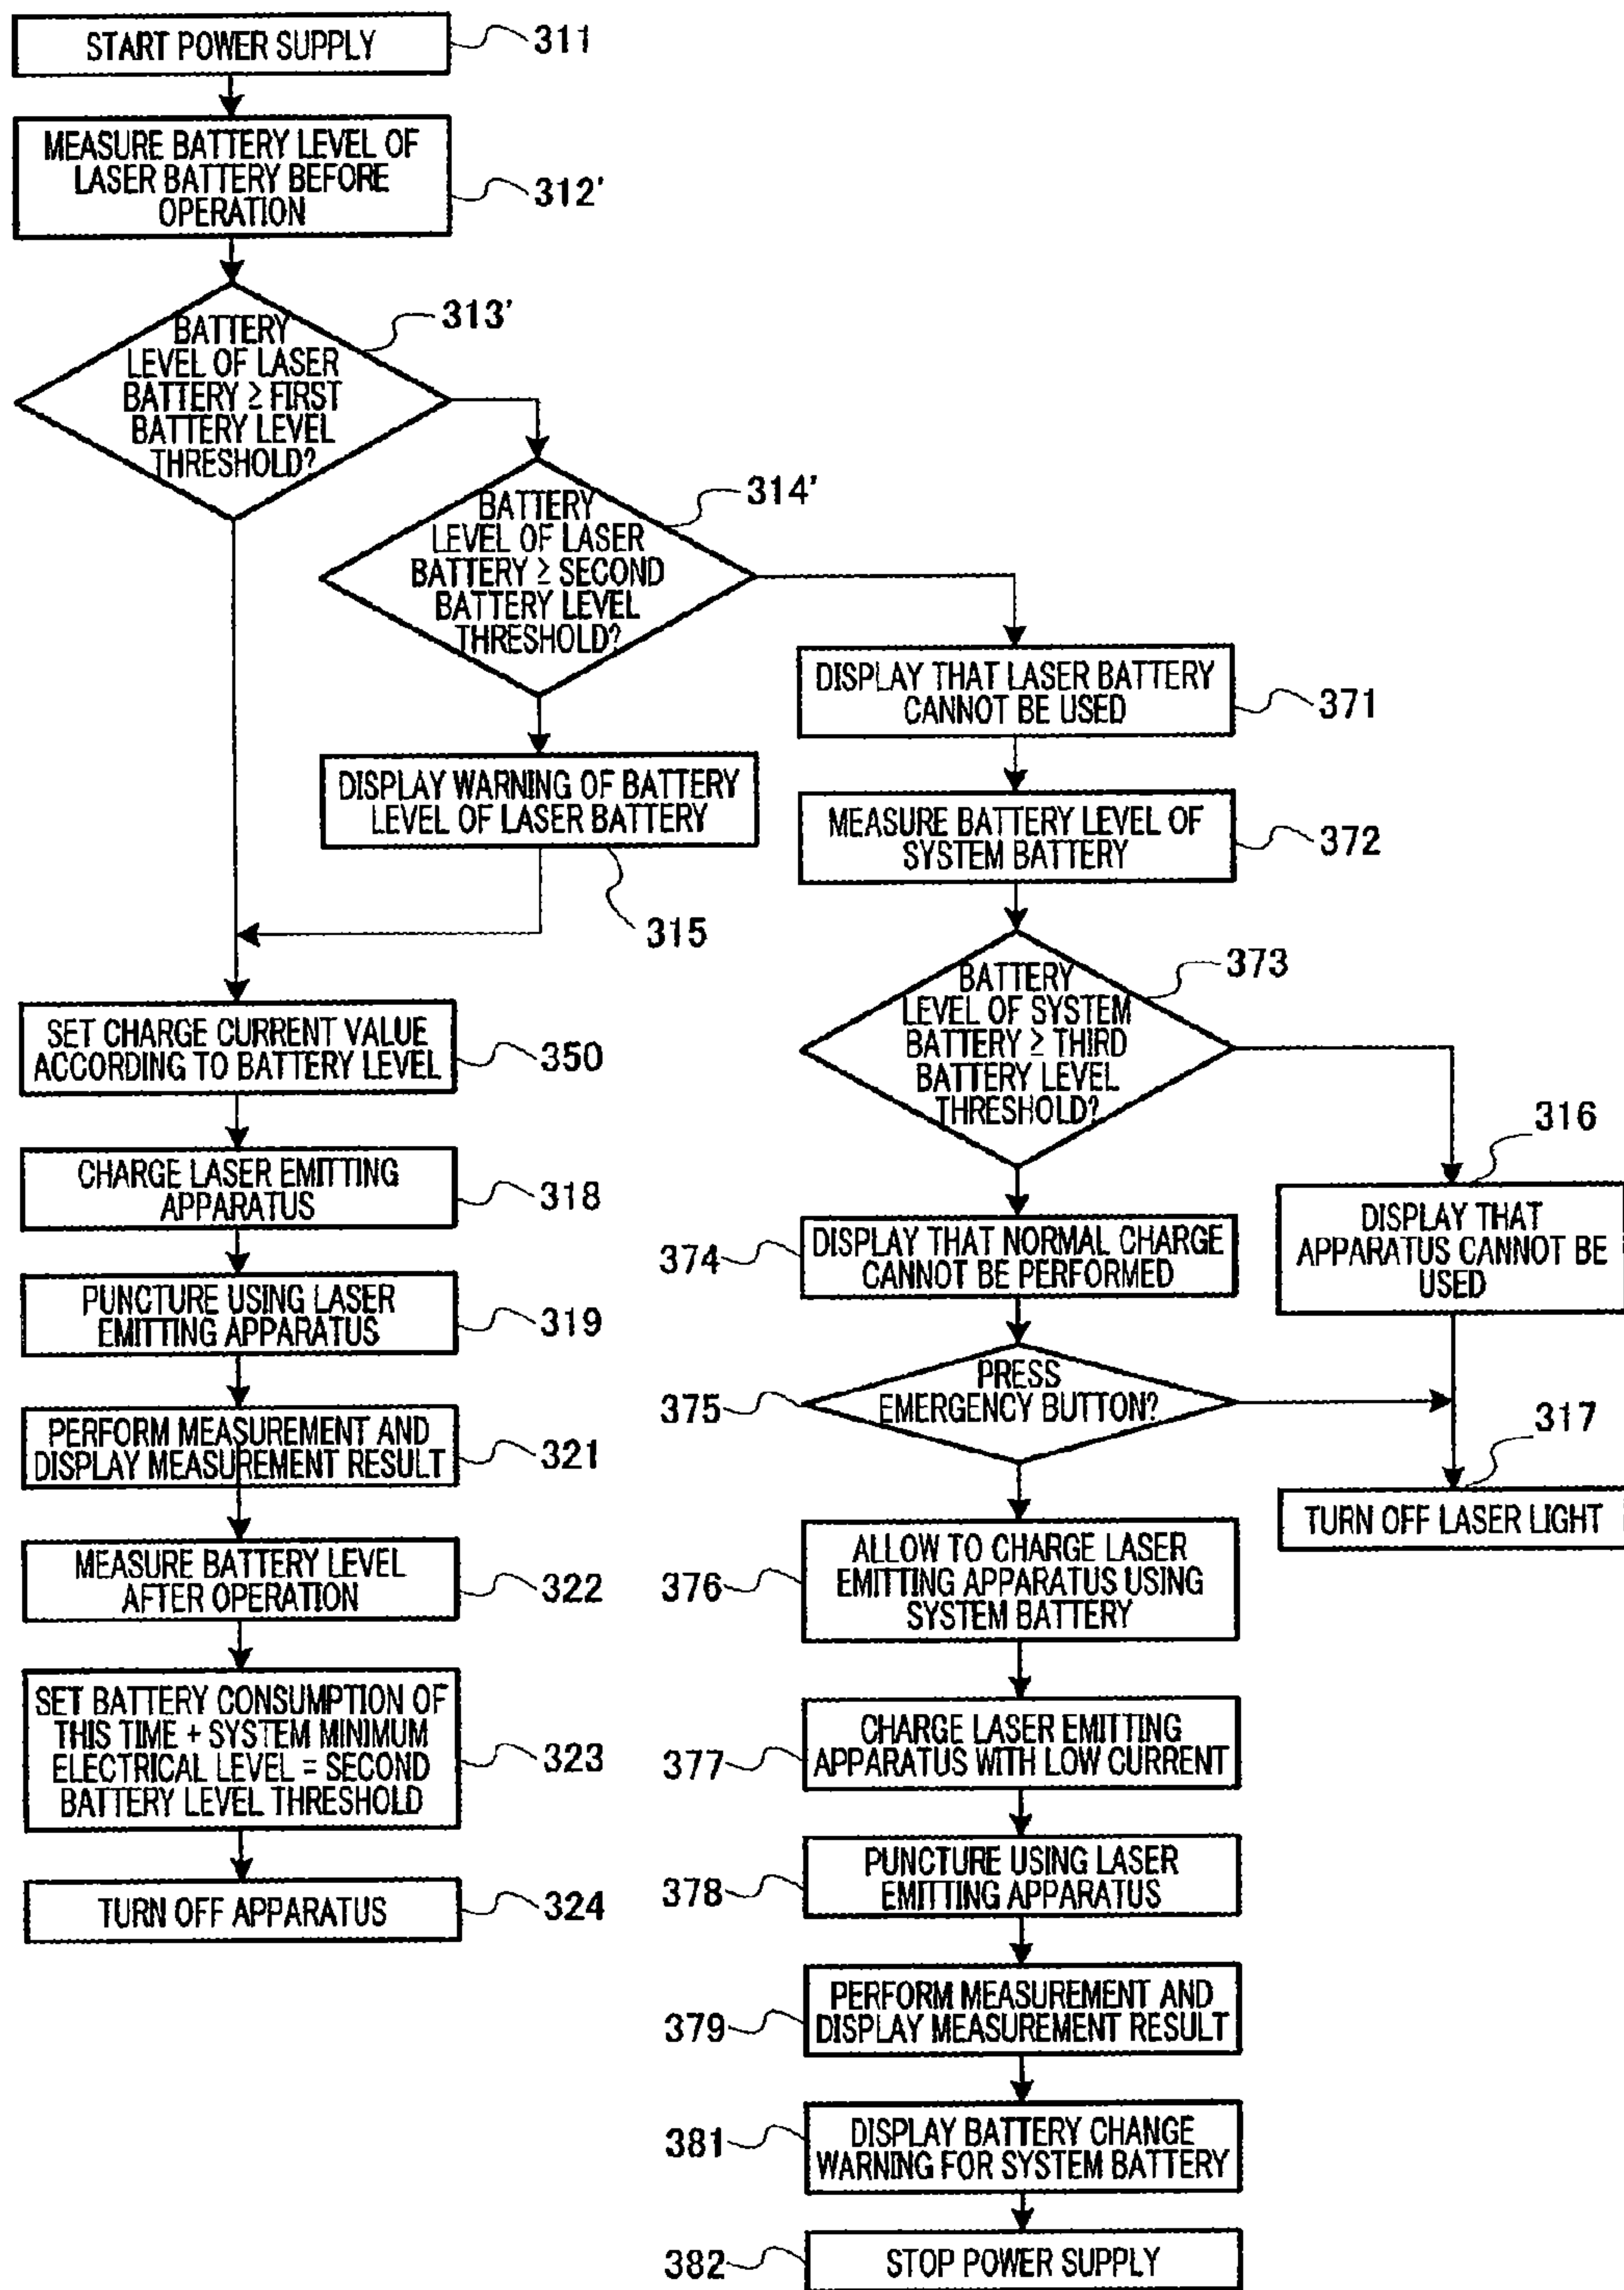 START POWER SUPPLY
311
MEASURE BATTERY LEVEL OF
LASER BATTERY BEFORE
OPERATION
312'
BATTERY
LEVEL OF LASER
BATTERY ≥ FIRST
BATTERY LEVEL
THRESHOLD?
313'
BATTERY
LEVEL OF LASER
BATTERY ≥ SECOND
BATTERY LEVEL
THRESHOLD?
314'
DISPLAY WARNING OF BATTERY
LEVEL OF LASER BATTERY
315
SET CHARGE CURRENT VALUE
ACCORDING TO BATTERY LEVEL
350
CHARGE LASER EMITTING
APPARATUS
318
PUNCTURE USING LASER
EMITTING APPARATUS
319
PERFORM MEASUREMENT AND
DISPLAY MEASUREMENT RESULT
321
MEASURE BATTERY LEVEL
AFTER OPERATION
322
SET BATTERY CONSUMPTION OF
THIS TIME + SYSTEM MINIMUM
ELECTRICAL LEVEL = SECOND
BATTERY LEVEL THRESHOLD
323
TURN OFF APPARATUS
324
DISPLAY THAT LASER BATTERY
CANNOT BE USED
371
MEASURE BATTERY LEVEL OF
SYSTEM BATTERY
372
BATTERY
LEVEL OF SYSTEM
BATTERY ≥ THIRD
BATTERY LEVEL
THRESHOLD?
373
316
DISPLAY THAT
APPARATUS CANNOT BE
USED
374
DISPLAY THAT NORMAL CHARGE
CANNOT BE PERFORMED
375
PRESS
EMERGENCY BUTTON?
317
TURN OFF LASER LIGHT
376
ALLOW TO CHARGE LASER
EMITTING APPARATUS USING
SYSTEM BATTERY
377
CHARGE LASER EMITTING
APPARATUS WITH LOW CURRENT
378
PUNCTURE USING LASER
EMITTING APPARATUS
379
PERFORM MEASUREMENT AND
DISPLAY MEASUREMENT RESULT
381
DISPLAY BATTERY CHANGE
WARNING FOR SYSTEM BATTERY
382
STOP POWER SUPPLY